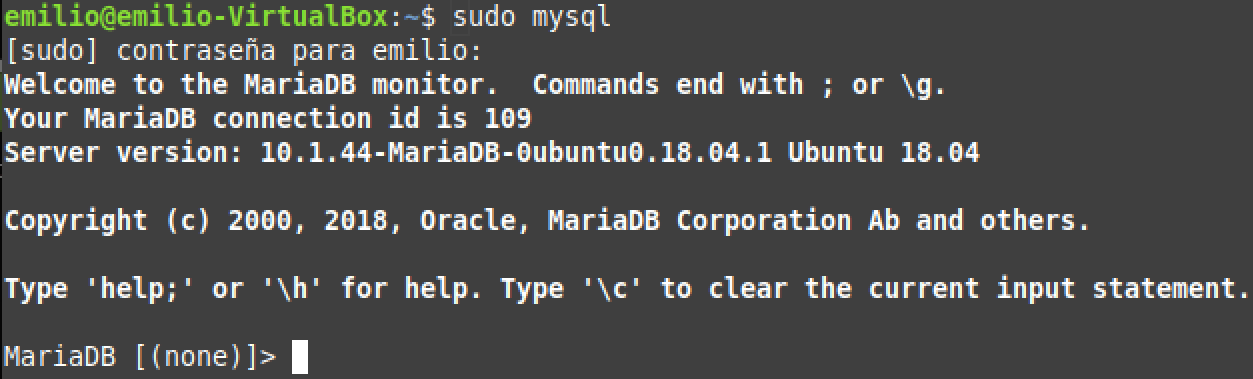 emilio@emilio-VirtualBox:~$ sudo mysql
[sudo] contraseña para emilio:
Welcome to the MariaDB monitor.  Commands end with ; or \g.
Your MariaDB connection id is 109
Server version: 10.1.44-MariaDB-0ubuntu0.18.04.1 Ubuntu 18.04
Copyright (c) 2000, 2018, Oracle, MariaDB Corporation Ab and others.
Type 'help;' or '\h' for help. Type '\c' to clear the current input statement.
MariaDB [(none)]>